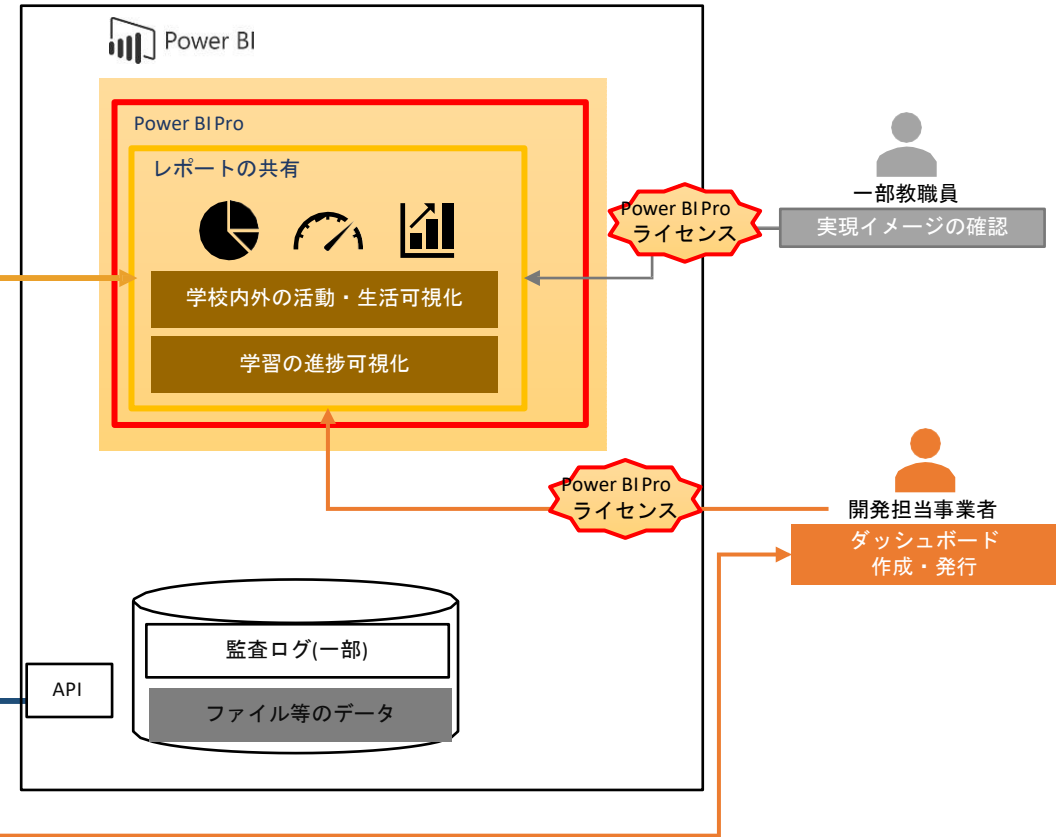 Power BI
Power BI Pro
レポートの共有
学校内外の活動・生活可視化
学習の進捗可視化
Power BI Pro
ライセンス
一部教職員
実現イメージの確認
Power BI Pro
ライセンス
開発担当事業者
ダッシュボード
作成・発行
監査ログ(一部)
ファイル等のデータ
API